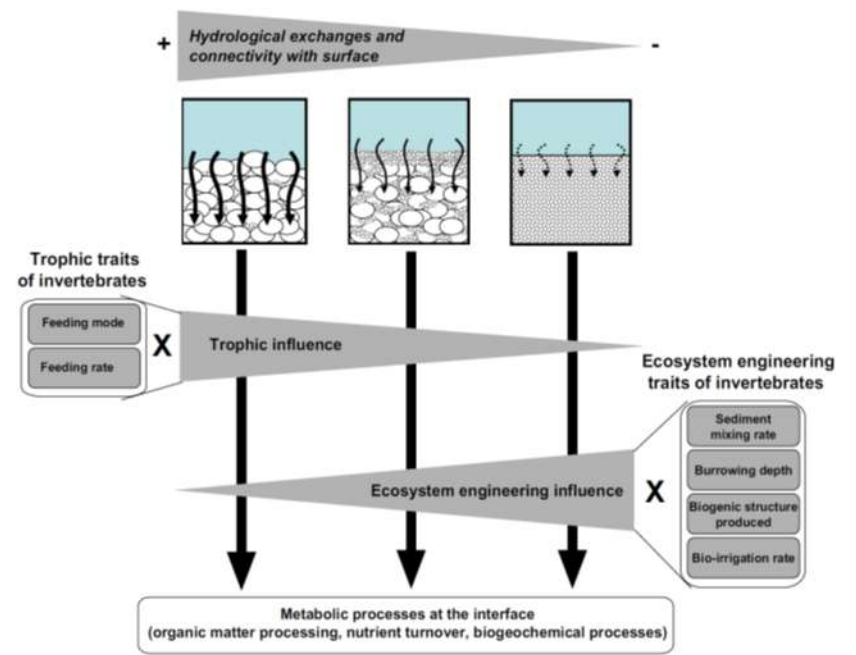 +
Hydrological exchanges and
connectivity with surface
-
Trophic traits
of invertebrates
Feeding mode
Feeding rate
X
Trophic influence
Ecosystem engineering
traits of invertebrates
Sediment
mixing rate
Burrowing depth
Biogenic structure
produced
Bio-irrigation rate
Ecosystem engineering influence
X
Metabolic processes at the interface
(organic matter processing, nutrient turnover, biogeochemical processes)